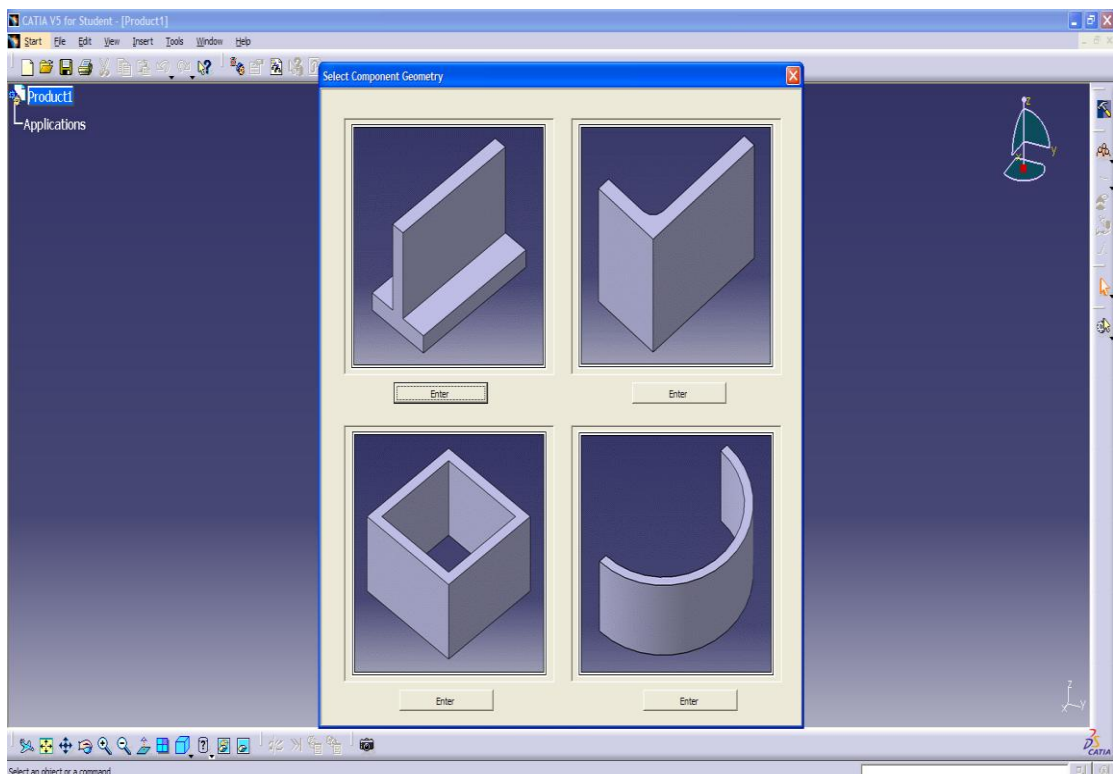 CATIA V5 for Student - [Product1]
Start File Edit View Insert Tools Window Help
Select Component Geometry
Product1
Applications
z
y
x
Enter
Enter
Enter
Enter
z
x y
CATIA
Select an object or a command